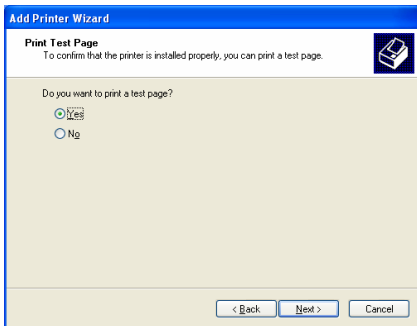 Add Printer Wizard
Print Test Page
To confirm that the printer is installed properly, you can print a test page.
Do you want to print a test page?
Yes
No
< Back Next > Cancel